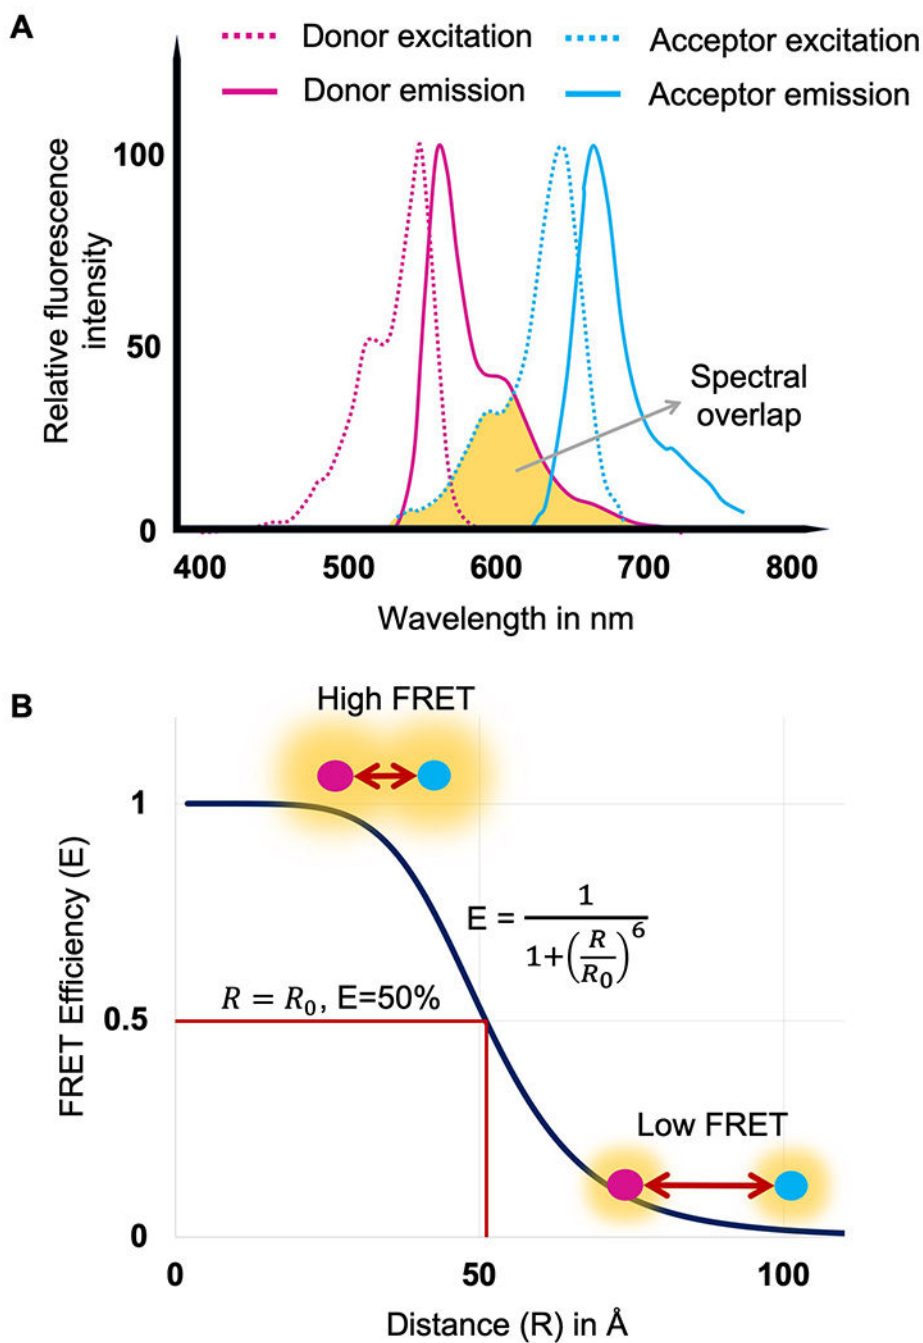 A
Donor excitation
Acceptor excitation
Donor emission
Acceptor emission
Relative fluorescence
intensity
100
50
0
Spectral
overlap
400 500 600 700 800
Wavelength in nm
B
High FRET
FRET Efficiency (E)
1
E = 1/(1+(R/R₀)⁶)
R = R₀, E=50%
0.5
Low FRET
0
0 50 100
Distance (R) in Å